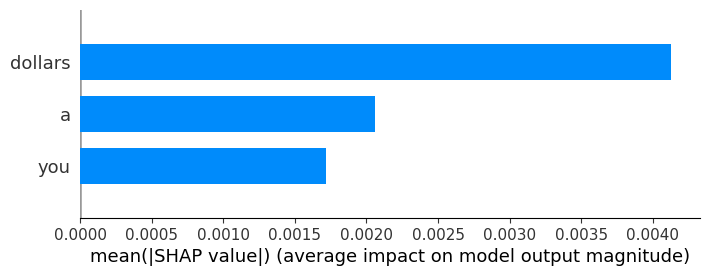 dollars
a
you
0.0000 0.0005 0.0010 0.0015 0.0020 0.0025 0.0030 0.0035 0.0040
mean(|SHAP value|) (average impact on model output magnitude)